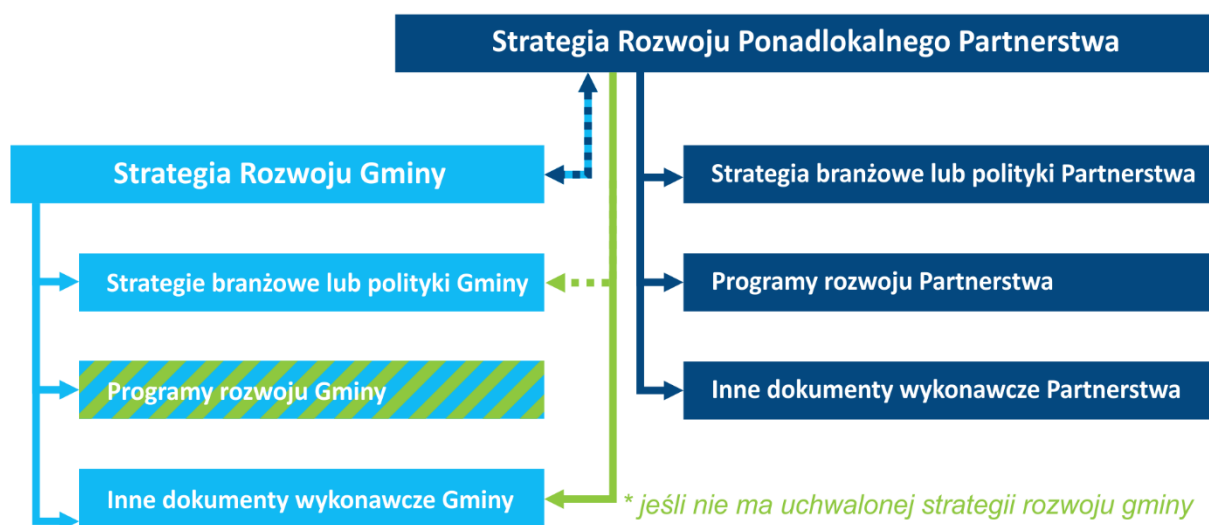 Strategia Rozwoju Ponadlokalnego Partnerstwa
Strategia Rozwoju Gminy
Strategia branżowe lub polityki Partnerstwa
Strategie branżowe lub polityki Gminy
Programy rozwoju Partnerstwa
Programy rozwoju Gminy
Inne dokumenty wykonawcze Partnerstwa
Inne dokumenty wykonawcze Gminy
* jeśli nie ma uchwalonej strategii rozwoju gminy